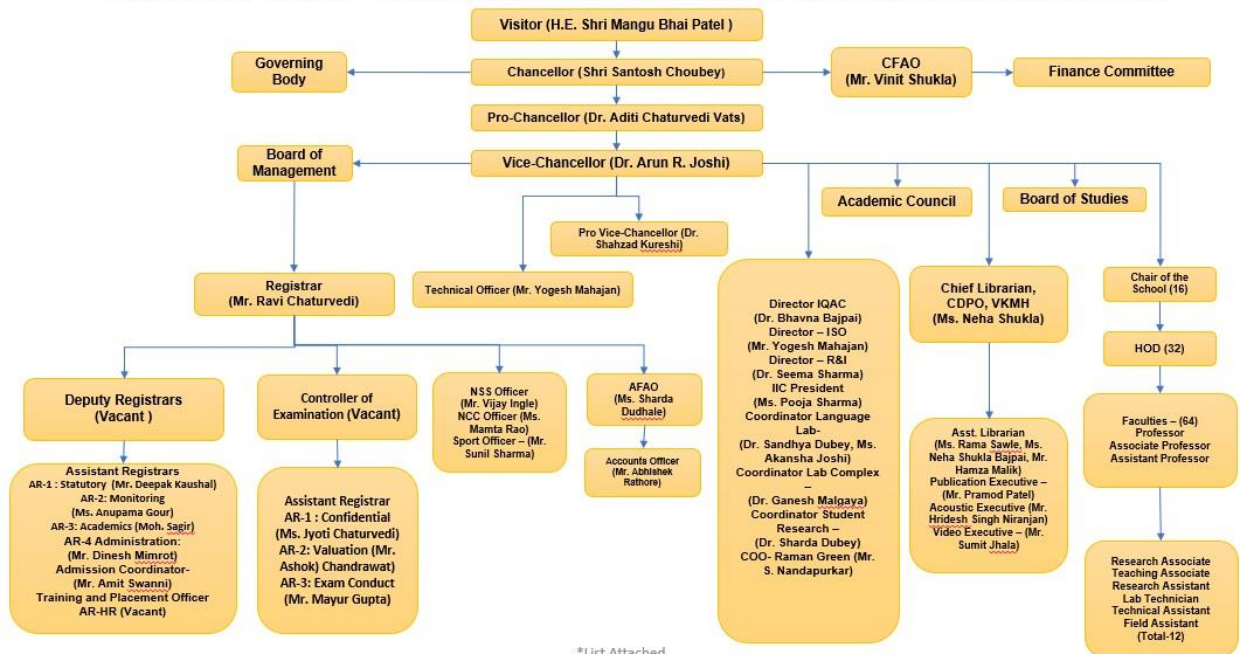 Visitor (H.E. Shri Mangu Bhai Patel )
Governing
Body
Chancellor (Shri Santosh Choubey)
CFAO
(Mr. Vinit Shukla)
Finance Committee
Pro-Chancellor (Dr. Aditi Chaturvedi Vats)
Board of
Management
Vice-Chancellor (Dr. Arun R. Joshi)
Academic Council
Board of Studies
Pro Vice-Chancellor (Dr.
Shahzad Kureshi)
Technical Officer (Mr. Yogesh Mahajan)
Registrar
(Mr. Ravi Chaturvedi)
Director IQAC
(Dr. Bhavna Bajpai)
Director – ISO
(Mr. Yogesh Mahajan)
Director – R&I
(Dr. Seema Sharma)
IIC President
(Ms. Pooja Sharma)
Coordinator Language
Lab-
(Dr. Sandhya Dubey, Ms.
Akansha Joshi)
Coordinator Lab Complex
–
(Dr. Ganesh Malgaya)
Coordinator Student
Research –
(Dr. Sharda Dubey)
COO- Raman Green (Mr.
S. Nandapurkar)
Chief Librarian,
CDPO, VKMH
(Ms. Neha Shukla)
Chair of the
School (16)
HOD (32)
Deputy Registrars
(Vacant )
Controller of
Examination (Vacant)
NSS Officer
(Mr. Vijay Ingle)
NCC Officer (Ms.
Mamta Rao)
Sport Officer – (Mr.
Sunil Sharma)
AFAO
(Ms. Sharda
Dudhale)
Accounts Officer
(Mr. Abhishek
Rathore)
Asst. Librarian
(Ms. Rama Sawle, Ms.
Neha Shukla Bajpai, Mr.
Hamza Malik)
Publication Executive –
(Mr. Pramod Patel)
Acoustic Executive (Mr.
Hridesh Singh Niranjan)
Video Executive – (Mr.
Sumit Jhala)
Faculties – (64)
Professor
Associate Professor
Assistant Professor
Assistant Registrars
AR-1 : Statutory (Mr. Deepak Kaushal)
AR-2: Monitoring
(Ms. Anupama Gour)
AR-3: Academics (Moh. Sagir)
AR-4 Administration:
(Mr. Dinesh Mimrot)
Admission Coordinator-
(Mr. Amit Swanni)
Training and Placement Officer
AR-HR (Vacant)
Assistant Registrar
AR-1 : Confidential
(Ms. Jyoti Chaturvedi)
AR-2: Valuation (Mr.
Ashok) Chandrawat)
AR-3: Exam Conduct
(Mr. Mayur Gupta)
Research Associate
Teaching Associate
Research Assistant
Lab Technician
Technical Assistant
Field Assistant
(Total-12)
*List Attached